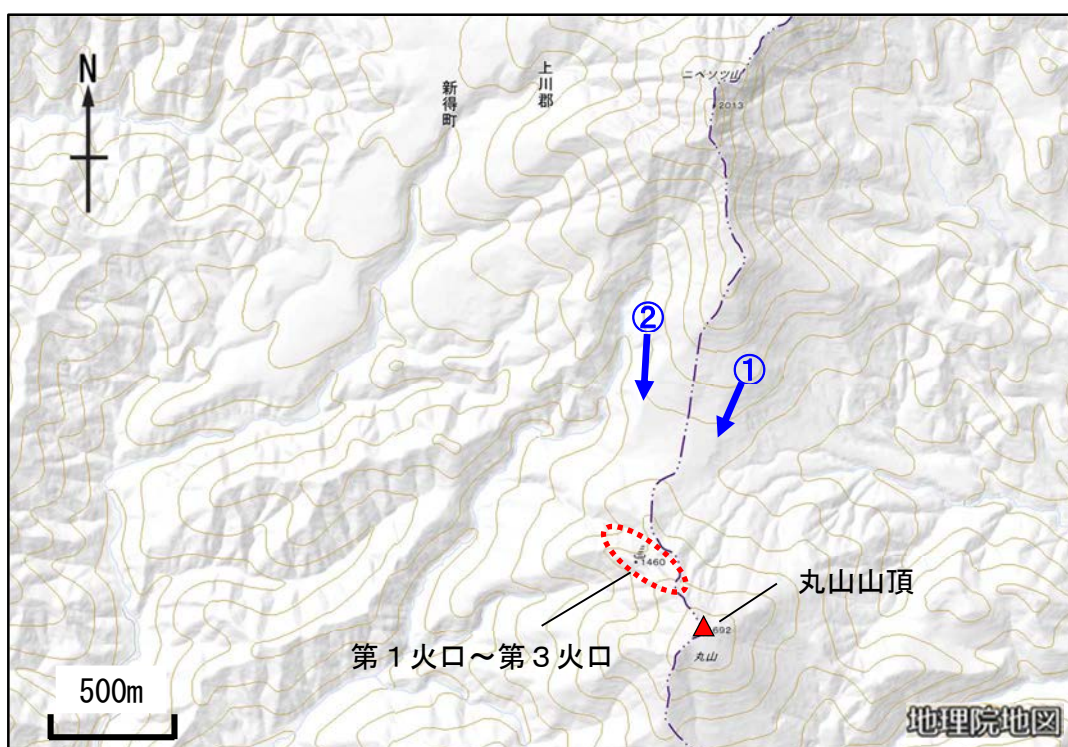 N
上川郡
新得町
ニペソツ山
2013
②
①
1460
丸山山頂
692
丸山
第1火口～第3火口
500m
地理院地図